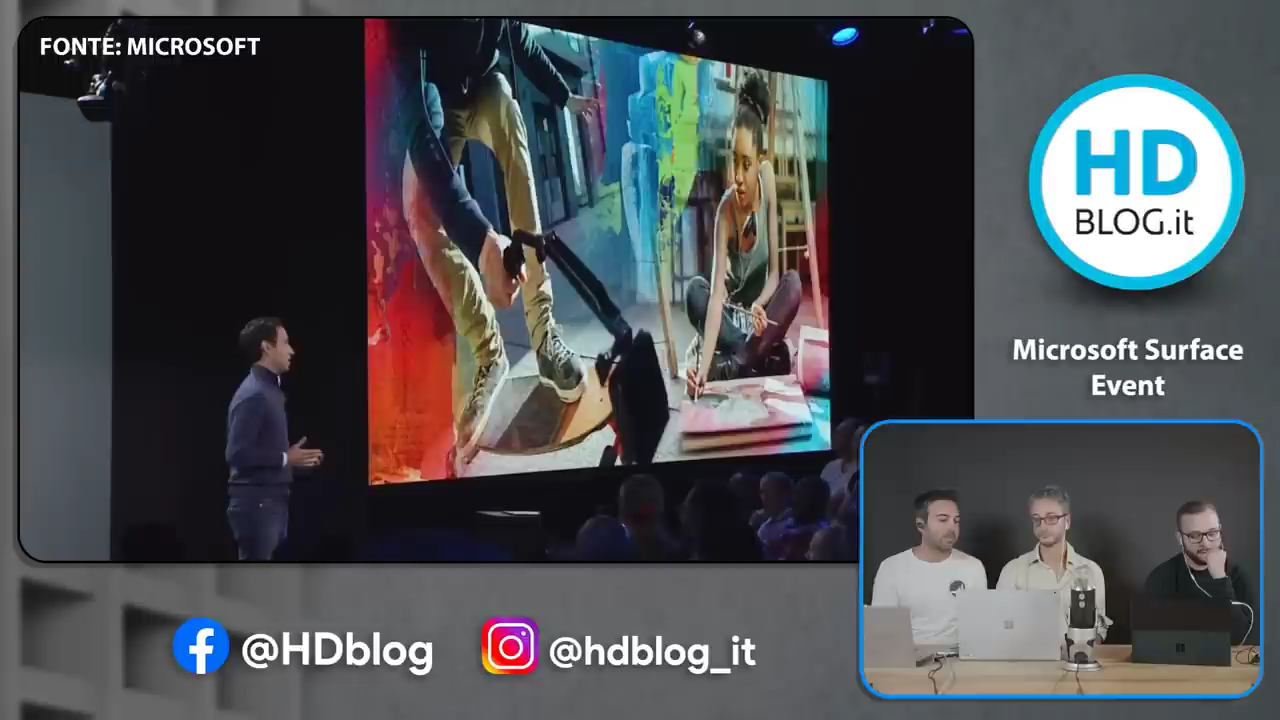 FONTE: MICROSOFT
HD
BLOG.it
Microsoft Surface
Event
@HDblog
@hdblog_it